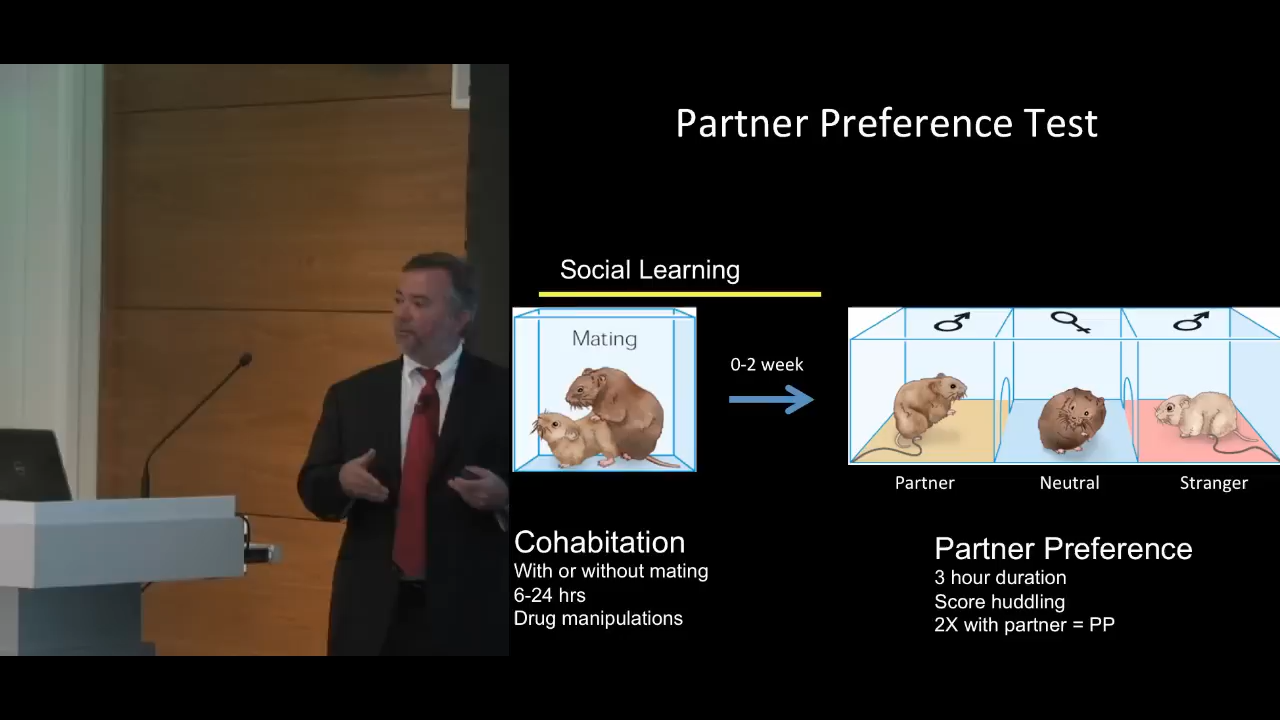 Partner Preference Test
Social Learning
Mating
0-2 week
♂ ♀ ♂
Partner Neutral Stranger
Cohabitation
With or without mating
6-24 hrs
Drug manipulations
Partner Preference
3 hour duration
Score huddling
2X with partner = PP